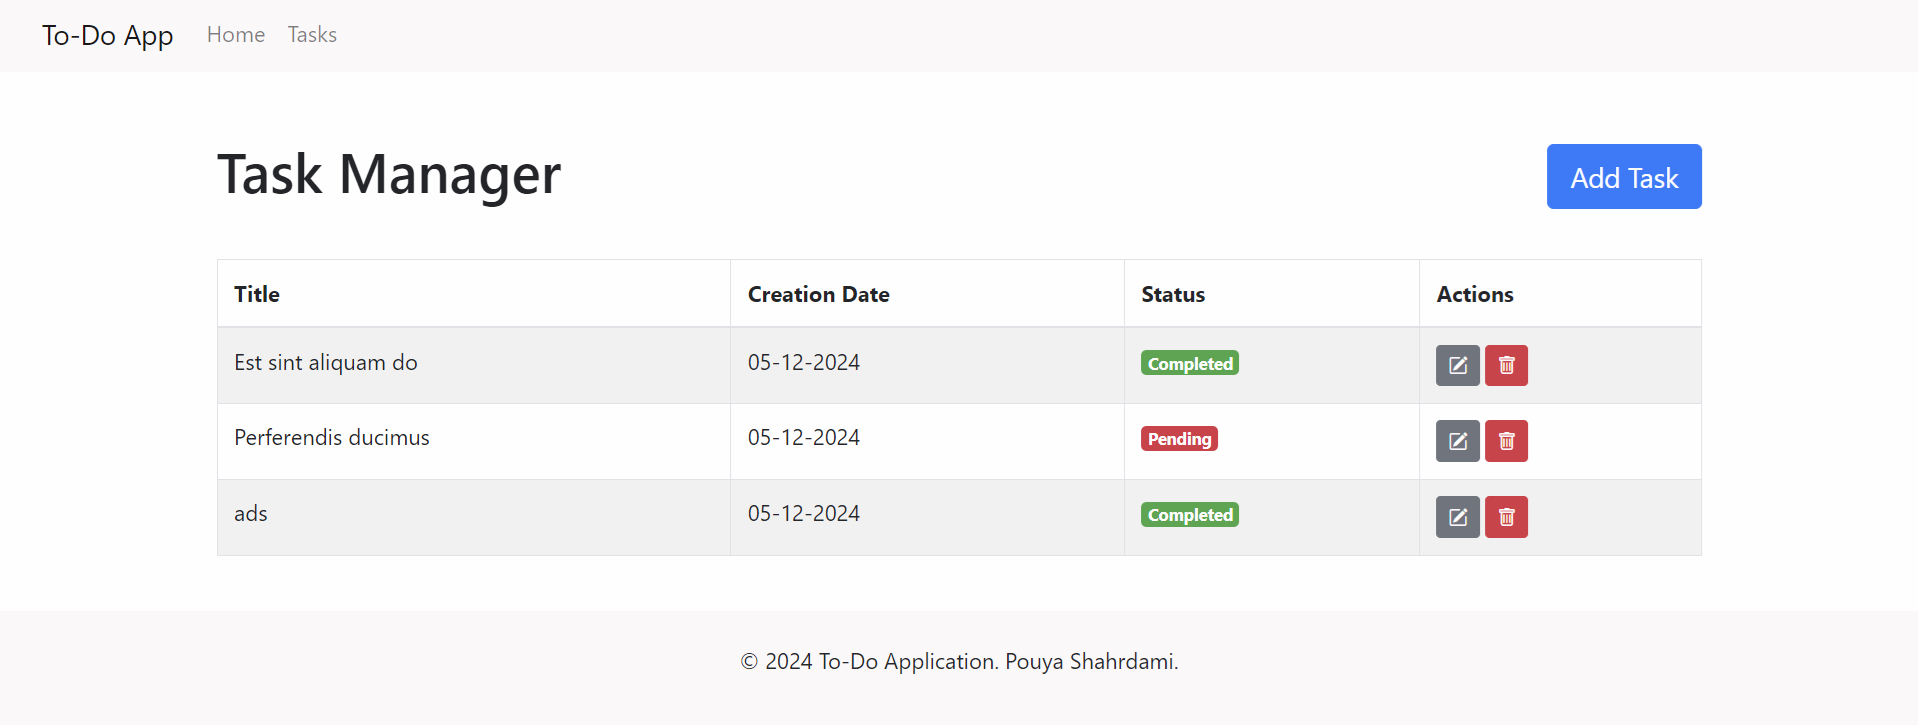 To-Do App Home Tasks
Task Manager
Add Task
Title Creation Date Status Actions
Est sint aliquam do 05-12-2024 Completed
Perferendis ducimus 05-12-2024 Pending
ads 05-12-2024 Completed
© 2024 To-Do Application. Pouya Shahrdami.